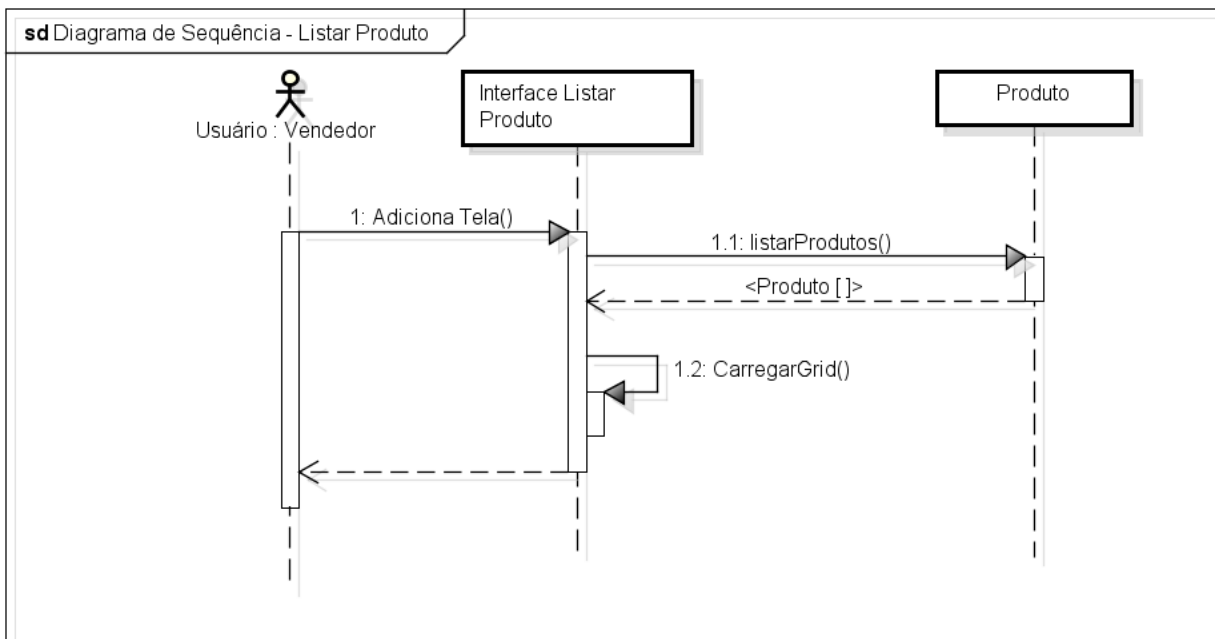 sd Diagrama de Sequência - Listar Produto
Usuário : Vendedor
Interface Listar
Produto
Produto
1: Adiciona Tela()
1.1: listarProdutos()
<Produto [ ]>
1.2: CarregarGrid()